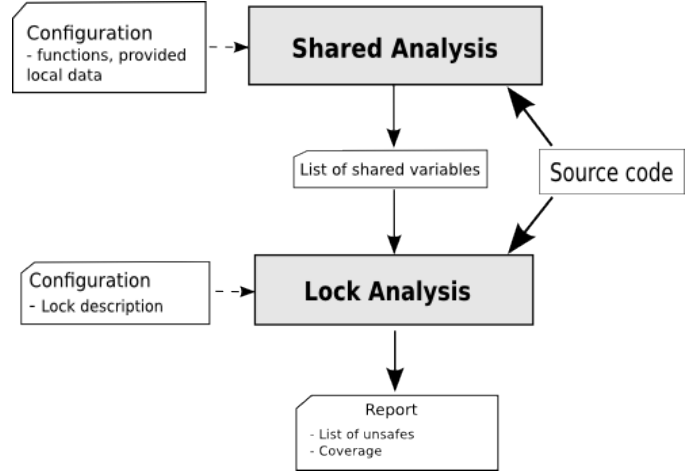 Configuration
- functions, provided
local data
Shared Analysis
List of shared variables
Source code
Configuration
- Lock description
Lock Analysis
Report
- List of unsafes
- Coverage